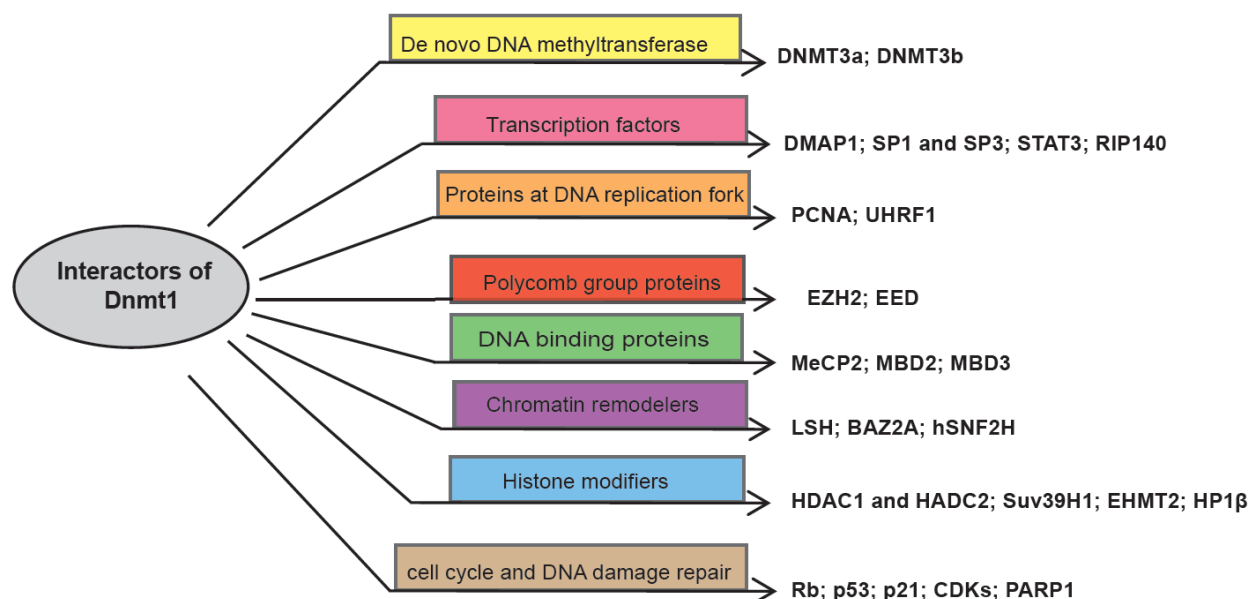 De novo DNA methyltransferase
DNMT3a; DNMT3b
Transcription factors
DMAP1; SP1 and SP3; STAT3; RIP140
Proteins at DNA replication fork
PCNA; UHRF1
Interactors of
Dnmt1
Polycomb group proteins
EZH2; EED
DNA binding proteins
MeCP2; MBD2; MBD3
Chromatin remodelers
LSH; BAZ2A; hSNF2H
Histone modifiers
HDAC1 and HADC2; Suv39H1; EHMT2; HP1β
cell cycle and DNA damage repair
Rb; p53; p21; CDKs; PARP1